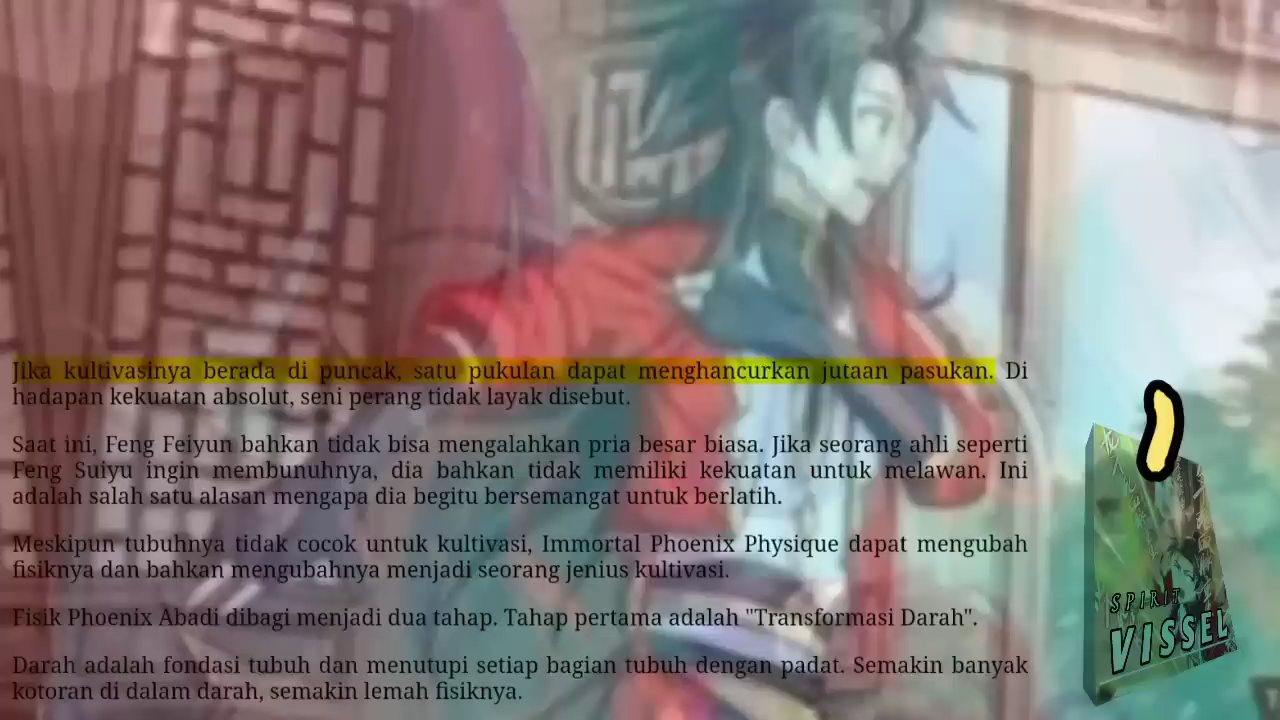 Jika kultivasinya berada di puncak, satu pukulan dapat menghancurkan jutaan pasukan. Di
hadapan kekuatan absolut, seni perang tidak layak disebut.
Saat ini, Feng Feiyun bahkan tidak bisa mengalahkan pria besar biasa. Jika seorang ahli seperti
Feng Suiyu ingin membunuhnya, dia bahkan tidak memiliki kekuatan untuk melawan. Ini
adalah salah satu alasan mengapa dia begitu bersemangat untuk berlatih.
Meskipun tubuhnya tidak cocok untuk kultivasi, Immortal Phoenix Physique dapat mengubah
fisiknya dan bahkan mengubahnya menjadi seorang jenius kultivasi.
Fisik Phoenix Abadi dibagi menjadi dua tahap. Tahap pertama adalah "Transformasi Darah".
Darah adalah fondasi tubuh dan menutupi setiap bagian tubuh dengan padat. Semakin banyak
kotoran di dalam darah, semakin lemah fisiknya.
SPIRIT
VISSEL